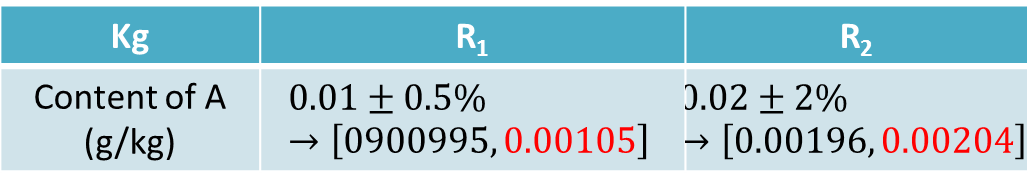 Kg R₁ R₂
Content of A (g/kg)
0.01 ± 0.5%
→ [0900995, 0.00105]
0.02 ± 2%
→ [0.00196, 0.00204]